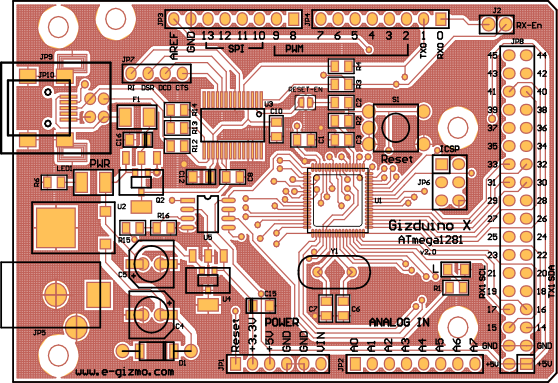 J2
RX-En
JP3
JP4
AREF
GND
13 12 11 10 9 8
7 6 5 4 3 2 1 0
SPI
PWM
TX0
RX0
JP8
JP9
JP10
JP7
RI DSR DCD CTS
RESET-EN
F1
R14
R13
R12
U3
C10
R4
R3
C2
R2
C3
C1
S1
Reset
ICSP
JP6
C16
PWR
LED1
R6
C12
C8
U1
U2
Q2
R16
R15
U5
Gizduino X
ATmega1281
v2.0
Y1
C5
C4
U4
C15
C7
C6
R1
RX1 SCL
TX1 SDA
POWER
ANALOG IN
JP5
D1
JP1
Reset
+3.3V
+5V
GND
GND
VIN
JP2
A0
A1
A2
A3
A4
A5
A6
A7
www.e-gizmo.com
44 45
42 43
40 41
38 39
36 37
34 35
32 33
30 31
28 29
26 27
24 25
22 23
20 21
18 19
16 17
14 15
GND GND
+5V +5V